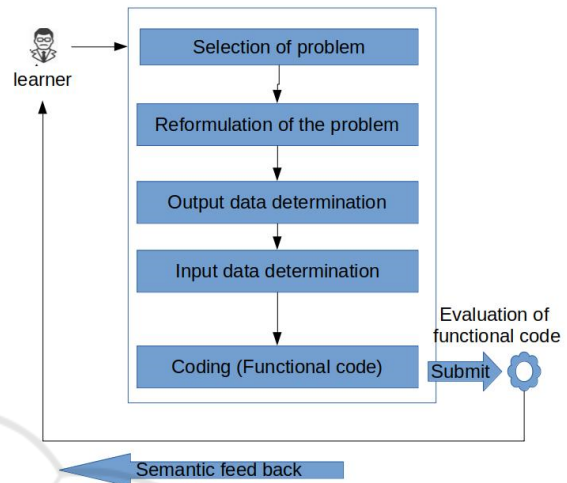 learner
Selection of problem
Reformulation of the problem
Output data determination
Input data determination
Coding (Functional code)
Submit
Evaluation of
functional code
Semantic feed back